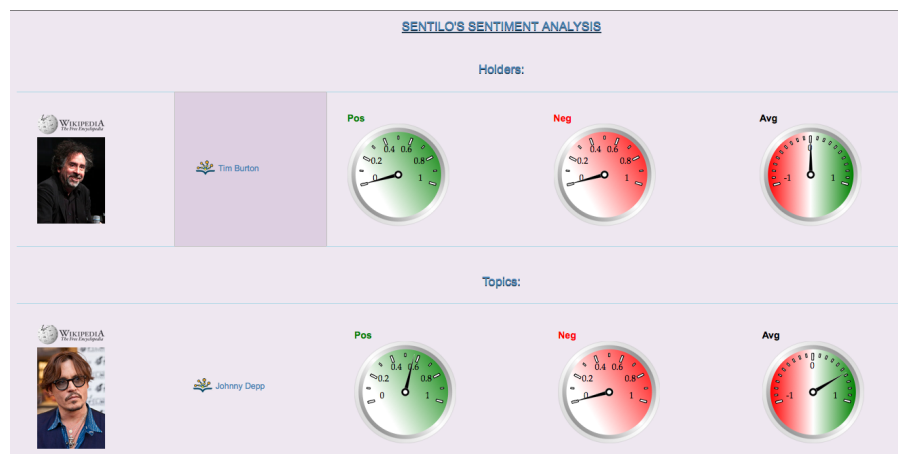 SENTILO'S SENTIMENT ANALYSIS
Holders:
WIKIPEDIA
The Free Encyclopedia
Tim Burton
Pos
0 0.2 0.4 0.6 0.8 1
Neg
0 0.2 0.4 0.6 0.8 1
Avg
-1 0 1
Topics:
WIKIPEDIA
The Free Encyclopedia
Johnny Depp
Pos
0 0.2 0.4 0.6 0.8 1
Neg
0 0.2 0.4 0.6 0.8 1
Avg
-1 0 1